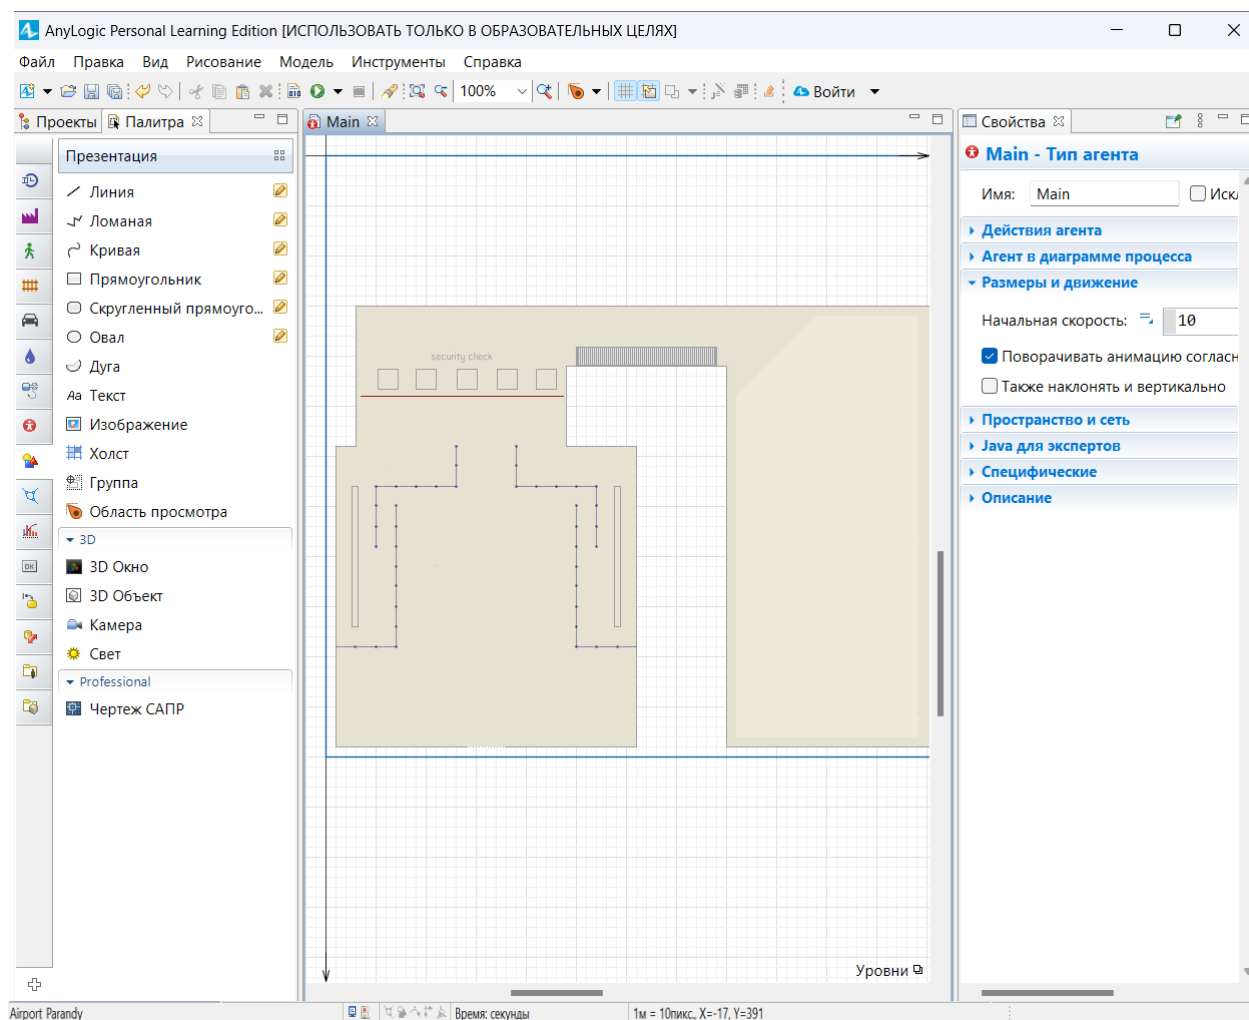 AnyLogic Personal Learning Edition [ИСПОЛЬЗОВАТЬ ТОЛЬКО В ОБРАЗОВАТЕЛЬНЫХ ЦЕЛЯХ]
Файл Правка Вид Рисование Модель Инструменты Справка
100% Войти
Проекты Палитра Main Свойства
Презентация
Линия
Ломаная
Кривая
Прямоугольник
Скругленный прямоуго...
Овал
Дуга
Aa Текст
Изображение
Холст
Группа
Область просмотра
3D
3D Окно
3D Объект
Камера
Свет
Professional
Чертеж САПР
security check
Уровни
Main - Тип агента
Имя: Main Искл
Действия агента
Агент в диаграмме процесса
Размеры и движение
Начальная скорость: 10
Поворачивать анимацию согласн
Также наклонять и вертикально
Пространство и сеть
Java для экспертов
Специфические
Описание
Airport Parandy Время: секунды 1м = 10пикс, X=-17, Y=391